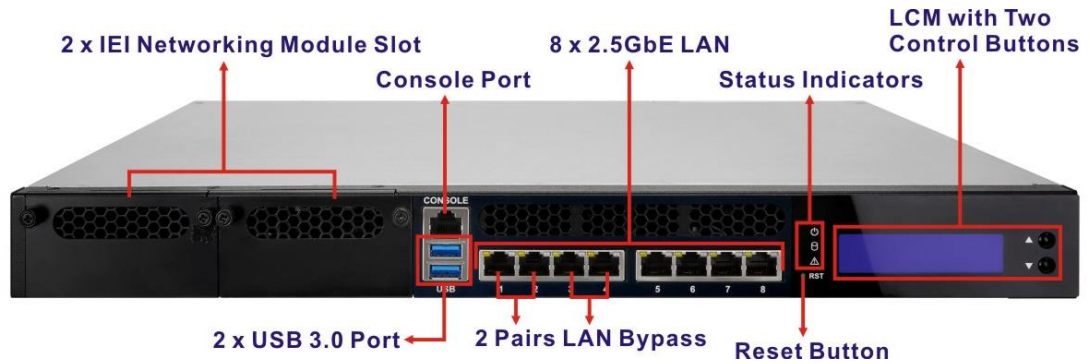 LCM with Two
Control Buttons
2 x IEI Networking Module Slot
8 x 2.5GbE LAN
Console Port
Status Indicators
CONSOLE
RST
USB
1 2 3 4 5 6 7 8
2 x USB 3.0 Port
2 Pairs LAN Bypass
Reset Button